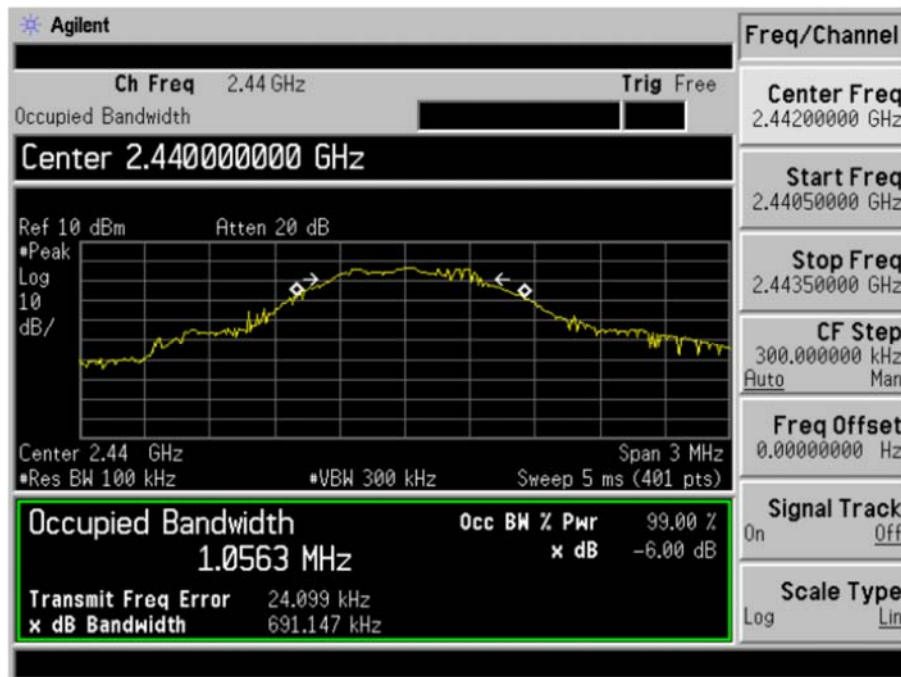 Agilent
Freq/Channel
Ch Freq 2.44 GHz Trig Free
Occupied Bandwidth
Center 2.440000000 GHz
Center Freq
2.44200000 GHz
Start Freq
2.44050000 GHz
Stop Freq
2.44350000 GHz
CF Step
300.000000 kHz
Auto Man
Freq Offset
0.00000000 Hz
Signal Track
On Off
Scale Type
Log Lin
Ref 10 dBm Atten 20 dB
#Peak
Log
10
dB/
Center 2.44 GHz Span 3 MHz
#Res BW 100 kHz #VBW 300 kHz Sweep 5 ms (401 pts)
Occupied Bandwidth Occ BW % Pwr 99.00 %
1.0563 MHz x dB -6.00 dB
Transmit Freq Error 24.099 kHz
x dB Bandwidth 691.147 kHz